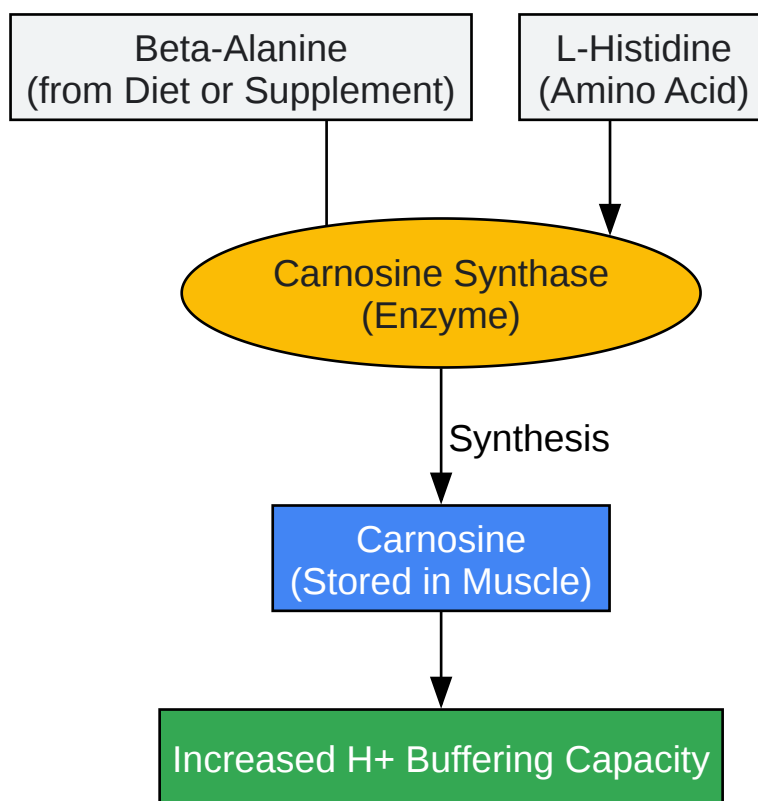 Beta-Alanine
(from Diet or Supplement)
L-Histidine
(Amino Acid)
Carnosine Synthase
(Enzyme)
Synthesis
Carnosine
(Stored in Muscle)
Increased H+ Buffering Capacity